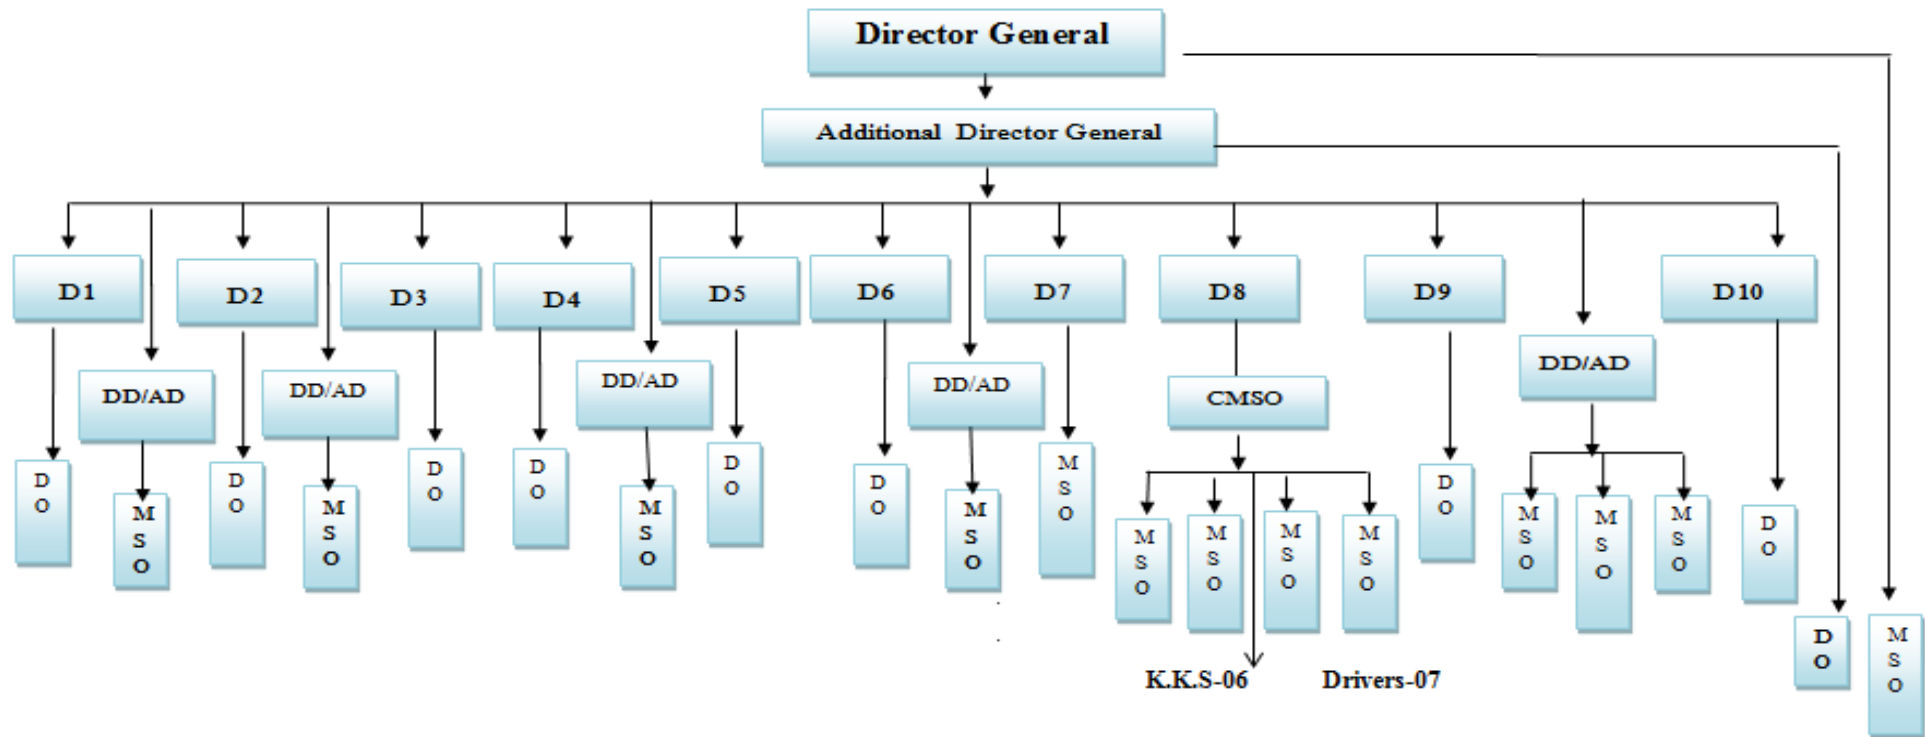 Director General
Additional Director General
D1
D2
D3
D4
D5
D6
D7
D8
D9
D10
DD/AD
DD/AD
DD/AD
DD/AD
CMSO
DD/AD
D
O
M
S
O
D
O
M
S
O
D
O
D
O
M
S
O
D
O
D
O
M
S
O
M
S
O
M
S
O
M
S
O
M
S
O
M
S
O
D
O
M
S
O
M
S
O
M
S
O
D
O
D
O
M
S
O
K.K.S-06
Drivers-07